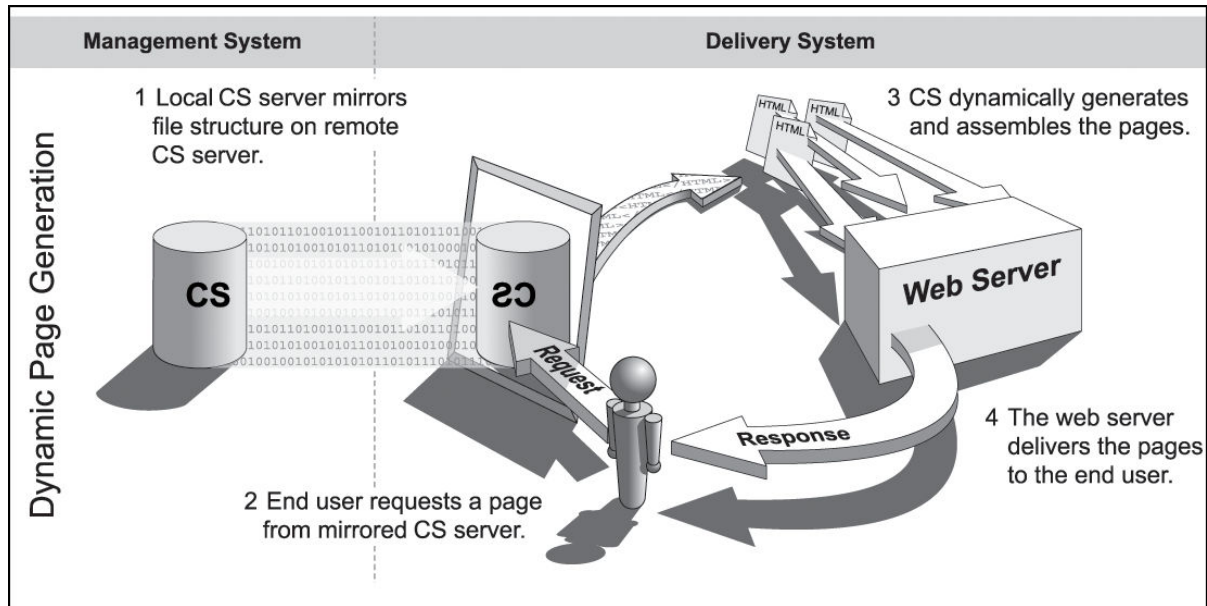 Management System
Delivery System
Dynamic Page Generation
1 Local CS server mirrors
file structure on remote
CS server.
HTML
HTML
HTML
3 CS dynamically generates
and assembles the pages.
CS
CS
Web Server
Request
Response
2 End user requests a page
from mirrored CS server.
4 The web server
delivers the pages
to the end user.